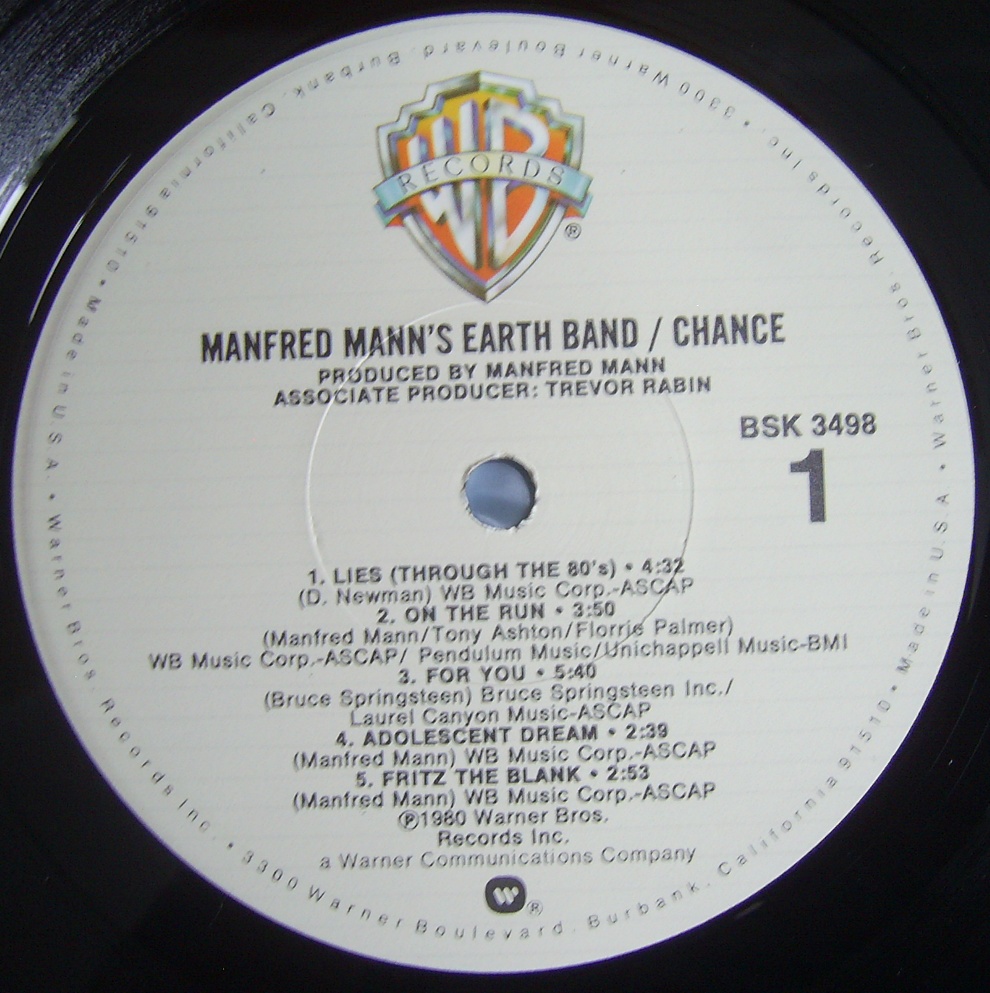 WB
RECORDS
®
MANFRED MANN'S EARTH BAND / CHANCE
PRODUCED BY MANFRED MANN
ASSOCIATE PRODUCER: TREVOR RABIN
BSK 3498
1
1. LIES (THROUGH THE 80's) • 4:32
(D. Newman) WB Music Corp.-ASCAP
2. ON THE RUN • 3:50
(Manfred Mann/Tony Ashton/Florrie Palmer)
WB Music Corp.-ASCAP/ Pendulum Music/Unichappell Music-BMI
3. FOR YOU • 5:40
(Bruce Springsteen) Bruce Springsteen Inc./
Laurel Canyon Music-ASCAP
4. ADOLESCENT DREAM • 2:39
(Manfred Mann) WB Music Corp.-ASCAP
5. FRITZ THE BLANK • 2:53
(Manfred Mann) WB Music Corp.-ASCAP
℗1980 Warner Bros.
Records Inc.
a Warner Communications Company
®
Made in U.S.A. • Warner Bros. Records Inc. • 3300 Warner Boulevard, Burbank, California 91510 • Made in U.S.A. • Warner Bros. Records Inc. • 3300 Warner Boulevard, Burbank, California 91510 •